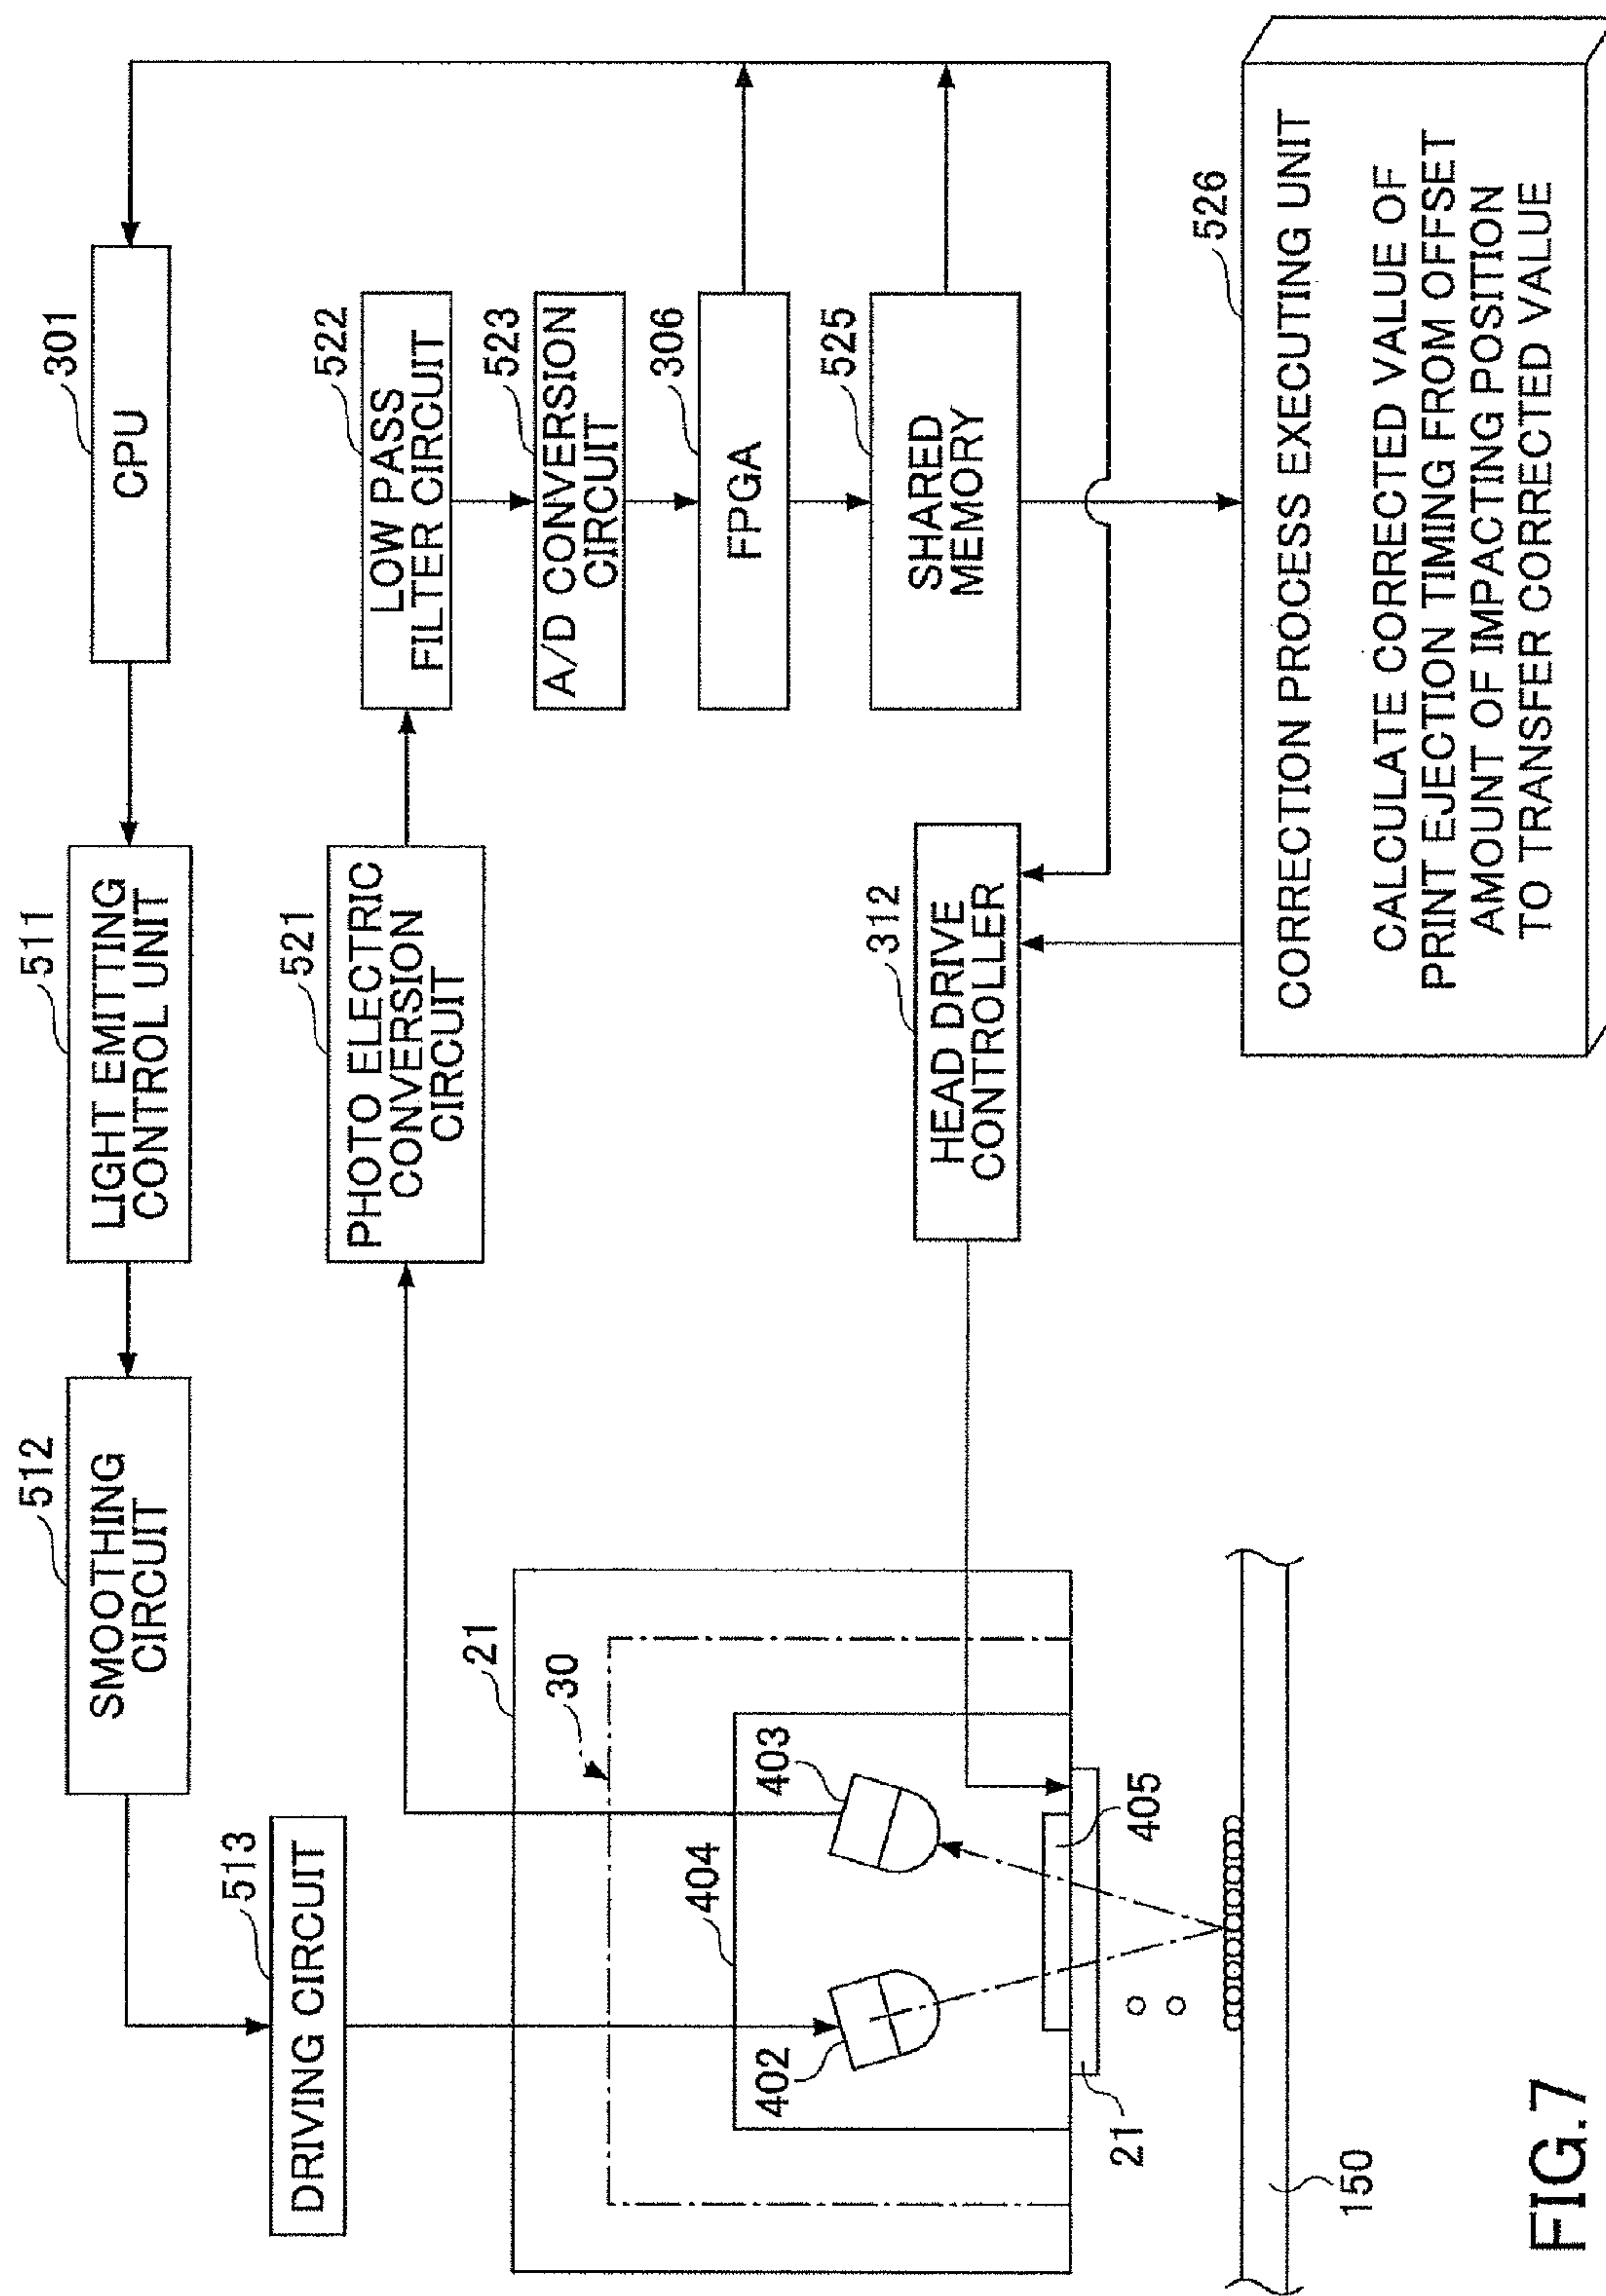 512
SMOOTHING
CIRCUIT
511
LIGHT EMITTING
CONTROL UNIT
301
CPU
513
DRIVING CIRCUIT
521
PHOTO ELECTRIC
CONVERSION
CIRCUIT
522
LOW PASS
FILTER CIRCUIT
523
A/D CONVERSION
CIRCUIT
306
FPGA
525
SHARED
MEMORY
21
30
404
402
403
405
21
150
312
HEAD DRIVE
CONTROLLER
526
CORRECTION PROCESS EXECUTING UNIT
CALCULATE CORRECTED VALUE OF
PRINT EJECTION TIMING FROM OFFSET
AMOUNT OF IMPACTING POSITION
TO TRANSFER CORRECTED VALUE
FIG.7